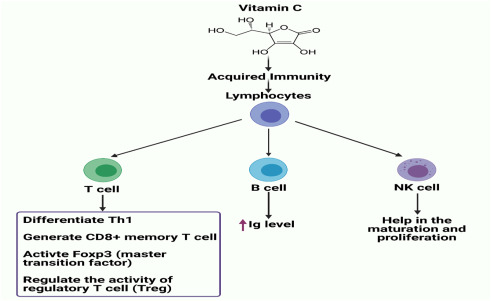 Vitamin C
HO
H
O
HO
O
HO
OH
Acquired Immunity
Lymphocytes
T cell
B cell
NK cell
Differentiate Th1
Generate CD8+ memory T cell
Activte Foxp3 (master
transition factor)
Regulate the activity of
regulatory T cell (Treg)
Ig level
Help in the
maturation and
proliferation